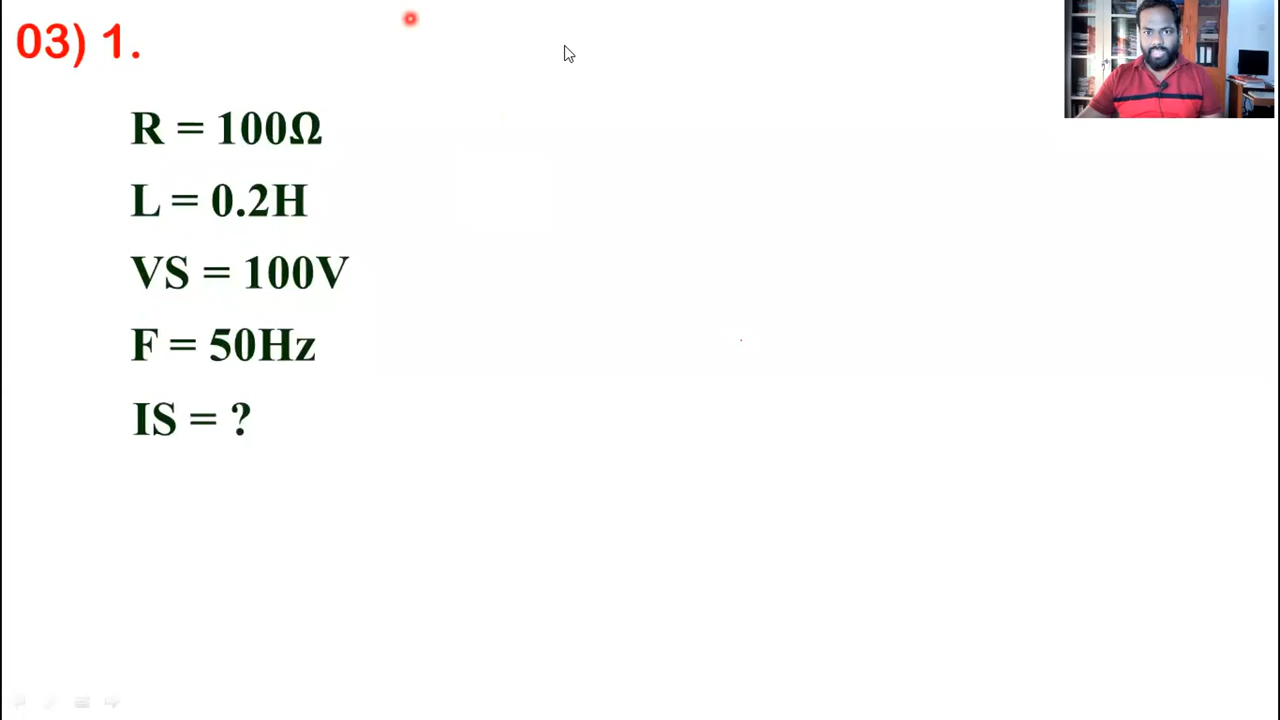 03) 1.
R = 100Ω
L = 0.2H
VS = 100V
F = 50Hz
IS = ?